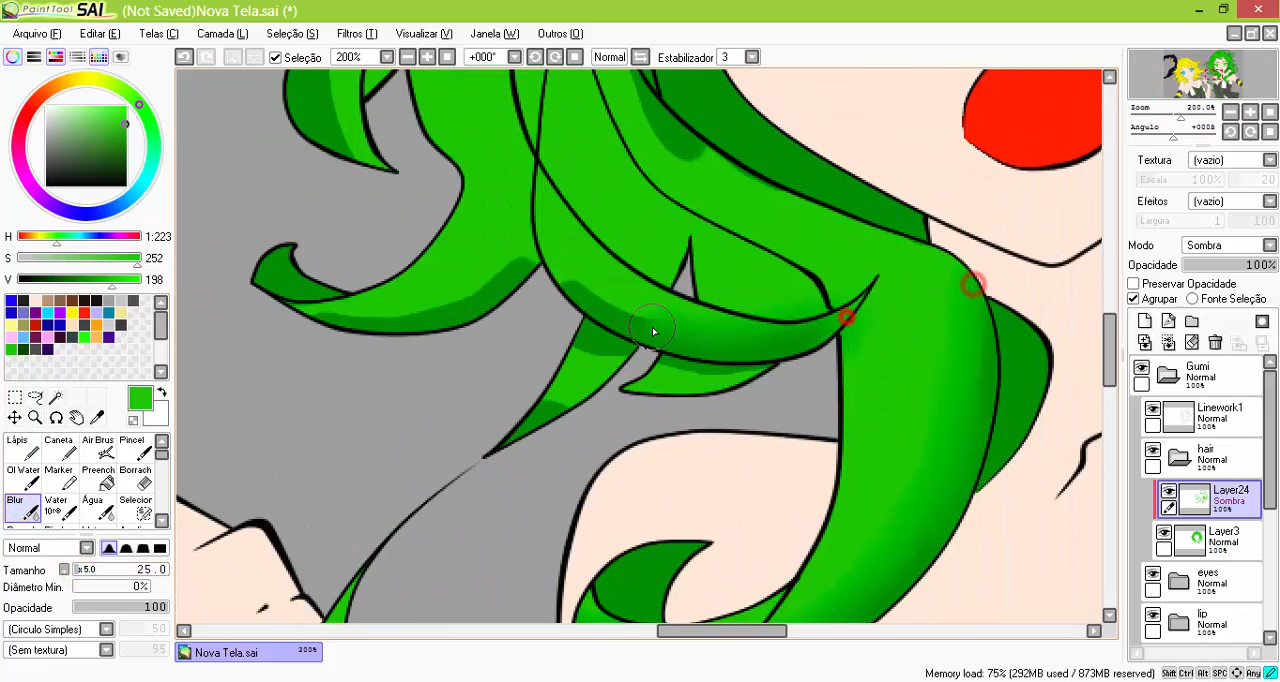 PaintTool SAI (Not Saved)Nova Tela.sai (*)
Arquivo (F) Editar (E) Telas (C) Camada (L) Seleção (S) Filtros (T) Visualizar (V) Janela (W) Outros (O)
Seleção 200% +000° Normal Estabilizador 3
Zoom 200.0%
Angulo +000°
Textura (vazio)
Escala 100% 20
Efeitos (vazio)
Largura 1 100
Modo Sombra
Opacidade 100%
Preservar Opacidade
Agrupar Fonte Seleção
H 1:223
S 252
V 198
Lápis Caneta Air Brus Pincel
Ol Water Marker Preench Borrach
Blur Water Água Selecior
Normal
Tamanho x5.0 25.0
Diâmetro Min. 0%
Opacidade 100
(Circulo Simples) 50
(Sem textura) 95
Gumi
Normal
100%
Linework1
Normal
100%
hair
Normal
100%
Layer24
Sombra
100%
Layer3
Normal
100%
eyes
Normal
100%
lip
Normal
100%
Nova Tela.sai 200%
Memory load: 75% (292MB used / 873MB reserved) Shift Ctrl Alt SPC Any